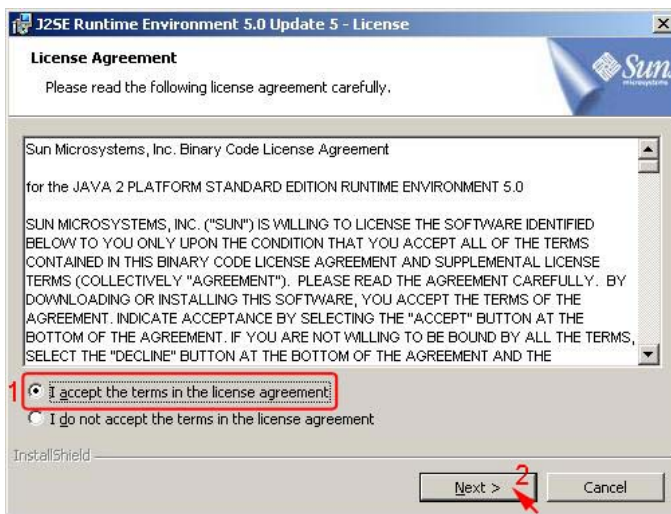 J2SE Runtime Environment 5.0 Update 5 - License
License Agreement
Please read the following license agreement carefully.
Sun
microsystems
Sun Microsystems, Inc. Binary Code License Agreement
for the JAVA 2 PLATFORM STANDARD EDITION RUNTIME ENVIRONMENT 5.0
SUN MICROSYSTEMS, INC. ("SUN") IS WILLING TO LICENSE THE SOFTWARE IDENTIFIED
BELOW TO YOU ONLY UPON THE CONDITION THAT YOU ACCEPT ALL OF THE TERMS
CONTAINED IN THIS BINARY CODE LICENSE AGREEMENT AND SUPPLEMENTAL LICENSE
TERMS (COLLECTIVELY "AGREEMENT"). PLEASE READ THE AGREEMENT CAREFULLY. BY
DOWNLOADING OR INSTALLING THIS SOFTWARE, YOU ACCEPT THE TERMS OF THE
AGREEMENT. INDICATE ACCEPTANCE BY SELECTING THE "ACCEPT" BUTTON AT THE
BOTTOM OF THE AGREEMENT. IF YOU ARE NOT WILLING TO BE BOUND BY ALL THE TERMS,
SELECT THE "DECLINE" BUTTON AT THE BOTTOM OF THE AGREEMENT AND THE
1 I accept the terms in the license agreement
I do not accept the terms in the license agreement
InstallShield
Next > 2 Cancel